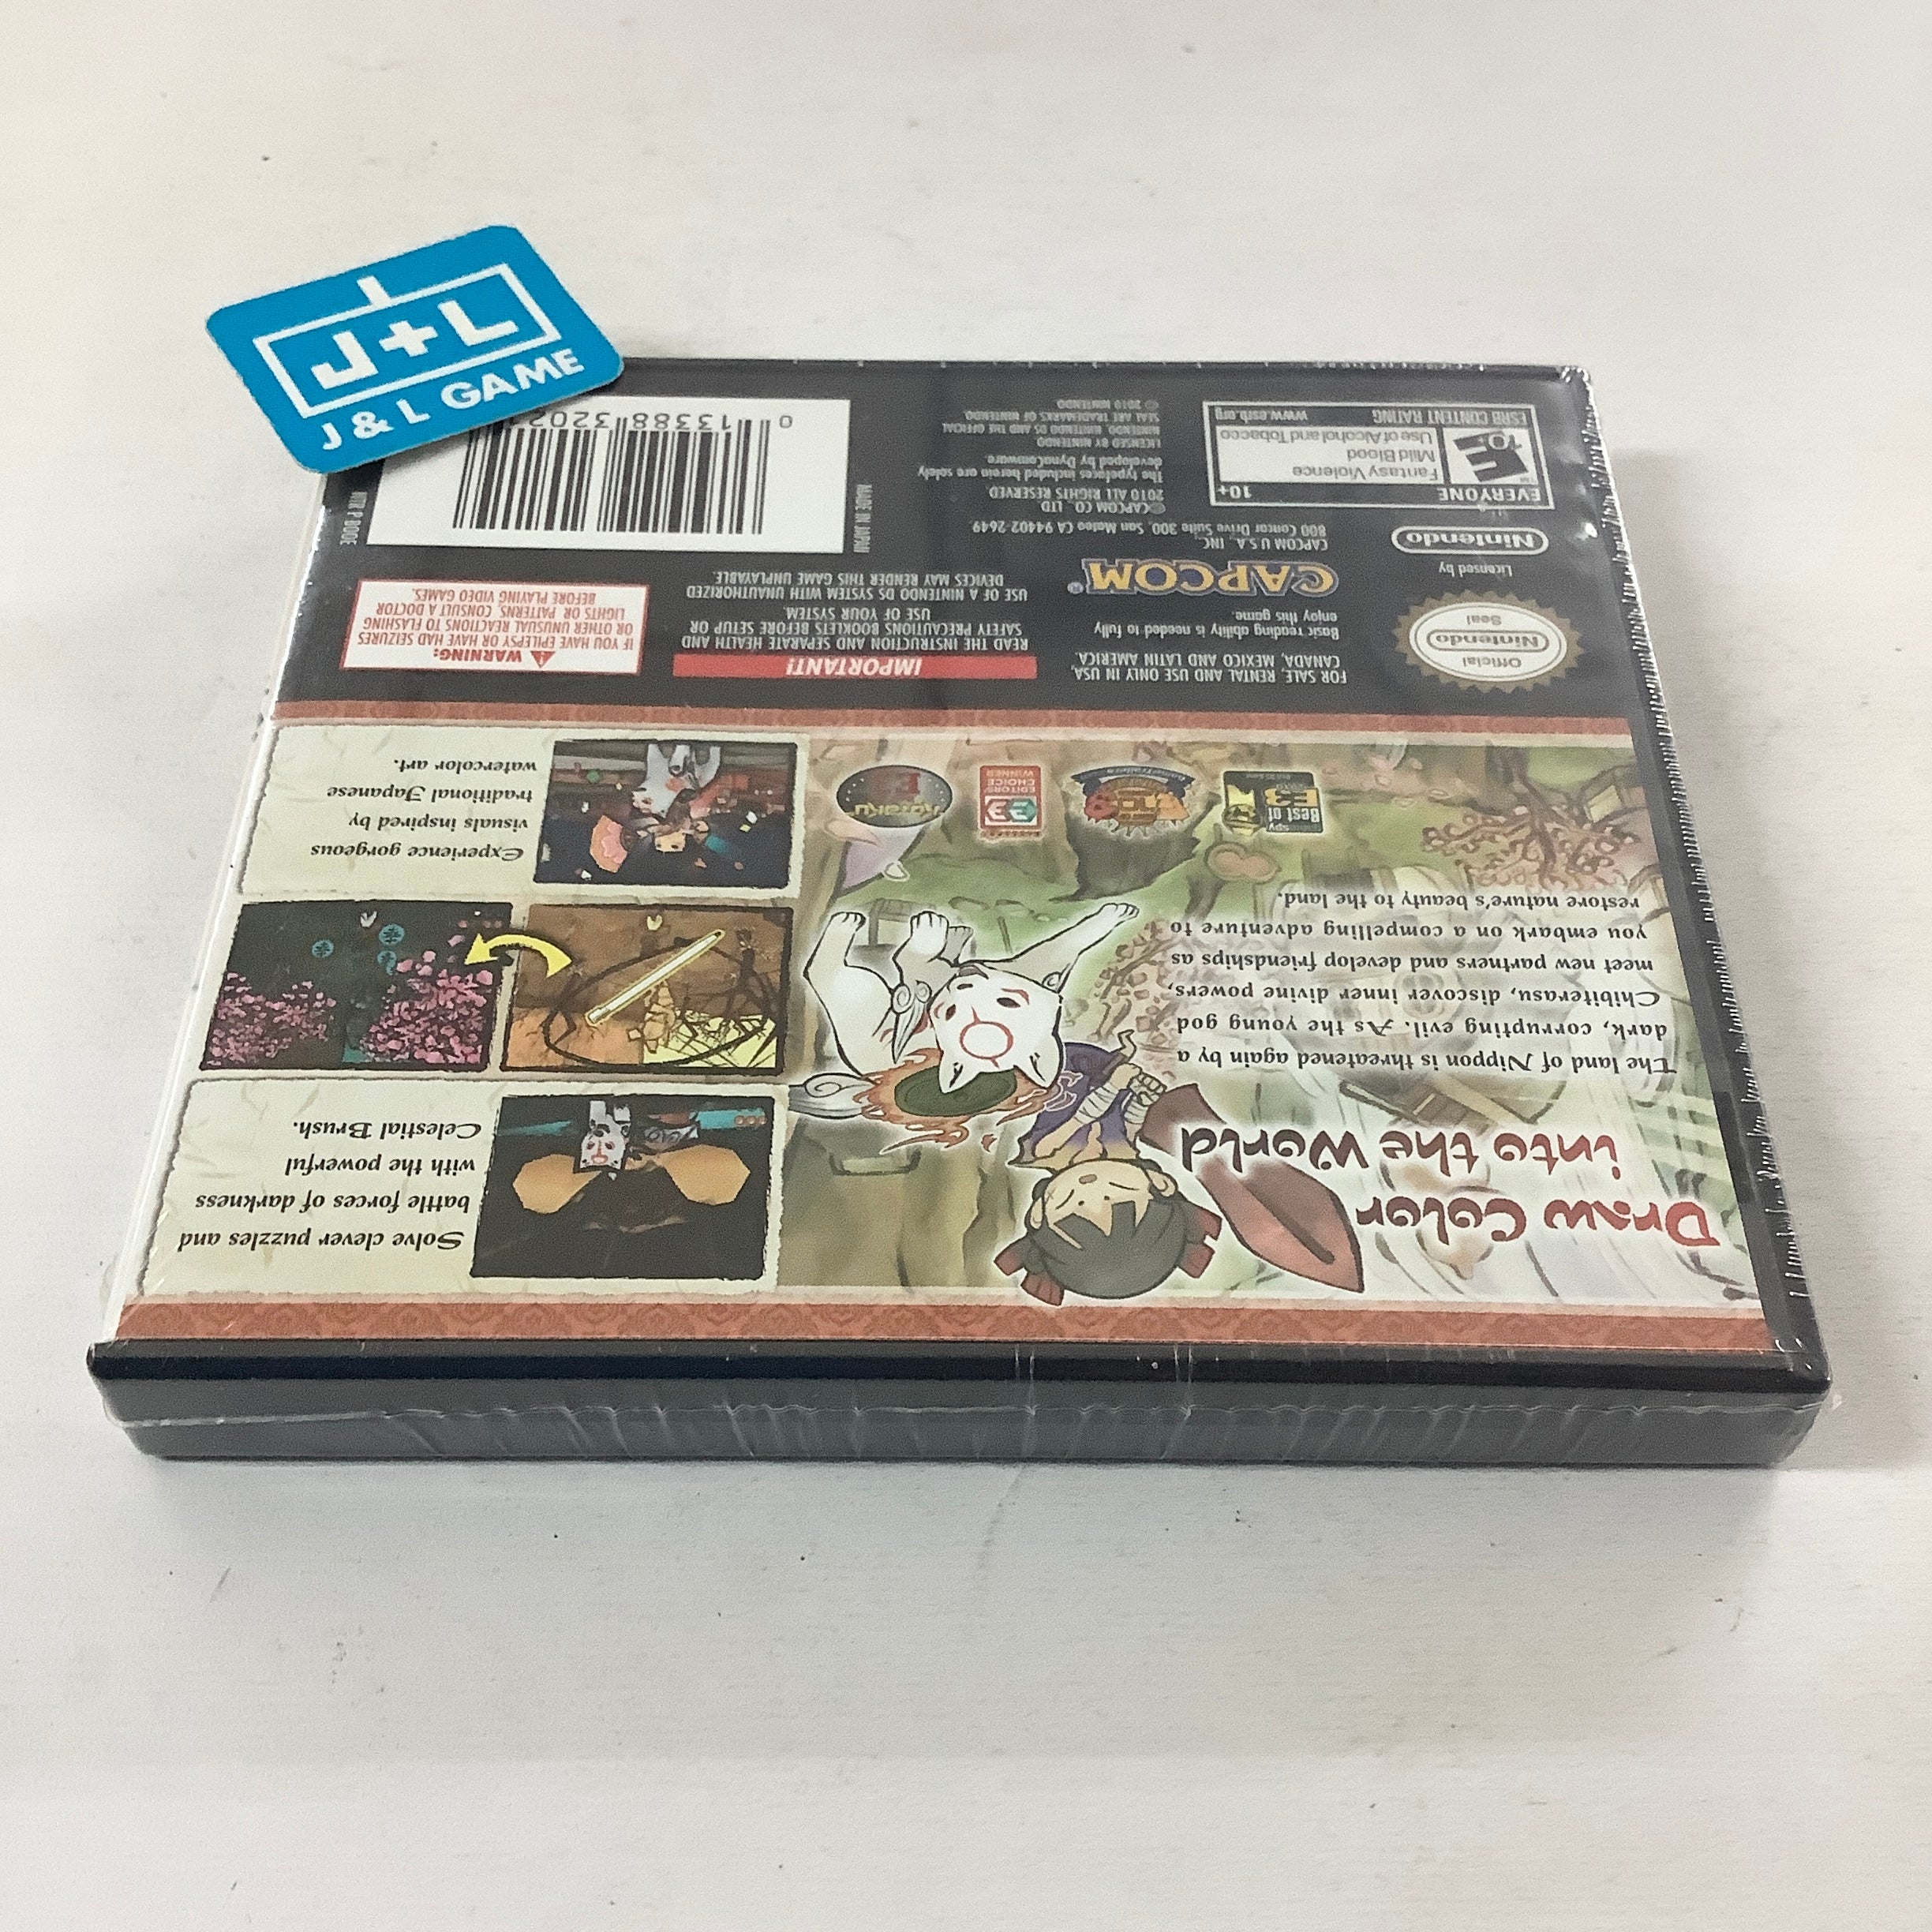 J+L
J & L GAME
Draw Color
into the World
The land of Nippon is threatened again by a
dark, corrupting evil. As the young god
Chibiterasu, discover inner divine powers,
meet new partners and develop friendships as
you embark on a compelling adventure to
restore nature's beauty to the land.
Best of
E3
E3
EDITORS'
CHOICE
WINNER
Kotaku
Solve clever puzzles and
battle forces of darkness
with the powerful
Celestial Brush.
Experience gorgeous
visuals inspired by
traditional Japanese
watercolor art.
Official
Nintendo
Seal
Licensed by
Nintendo
EVERYONE 10+
E
10+
Fantasy Violence
Mild Blood
Use of Alcohol and Tobacco
ESRB CONTENT RATING www.esrb.org
FOR SALE, RENTAL AND USE ONLY IN USA,
CANADA, MEXICO AND LATIN AMERICA.
Basic reading ability is needed to fully
enjoy this game.
CAPCOM®
CAPCOM U.S.A., INC.
800 Concar Drive Suite 300, San Mateo CA 94402-2649
©CAPCOM CO., LTD
2010 ALL RIGHTS RESERVED
The typefaces included herein are solely
developed by DynaComware.
LICENSED BY NINTENDO.
NINTENDO, NINTENDO DS AND THE OFFICIAL
SEAL ARE TRADEMARKS OF NINTENDO.
© 2010 NINTENDO
IMPORTANT!
READ THE INSTRUCTION AND SEPARATE HEALTH AND
SAFETY PRECAUTIONS BOOKLETS BEFORE SETUP OR
USE OF YOUR SYSTEM.
USE OF A NINTENDO DS SYSTEM WITH UNAUTHORIZED
DEVICES MAY RENDER THIS GAME UNPLAYABLE.
WARNING:
IF YOU HAVE EPILEPSY OR HAVE HAD SEIZURES
OR OTHER UNUSUAL REACTIONS TO FLASHING
LIGHTS OR PATTERNS, CONSULT A DOCTOR
BEFORE PLAYING VIDEO GAMES.
MADE IN JAPAN
0 13388 3202